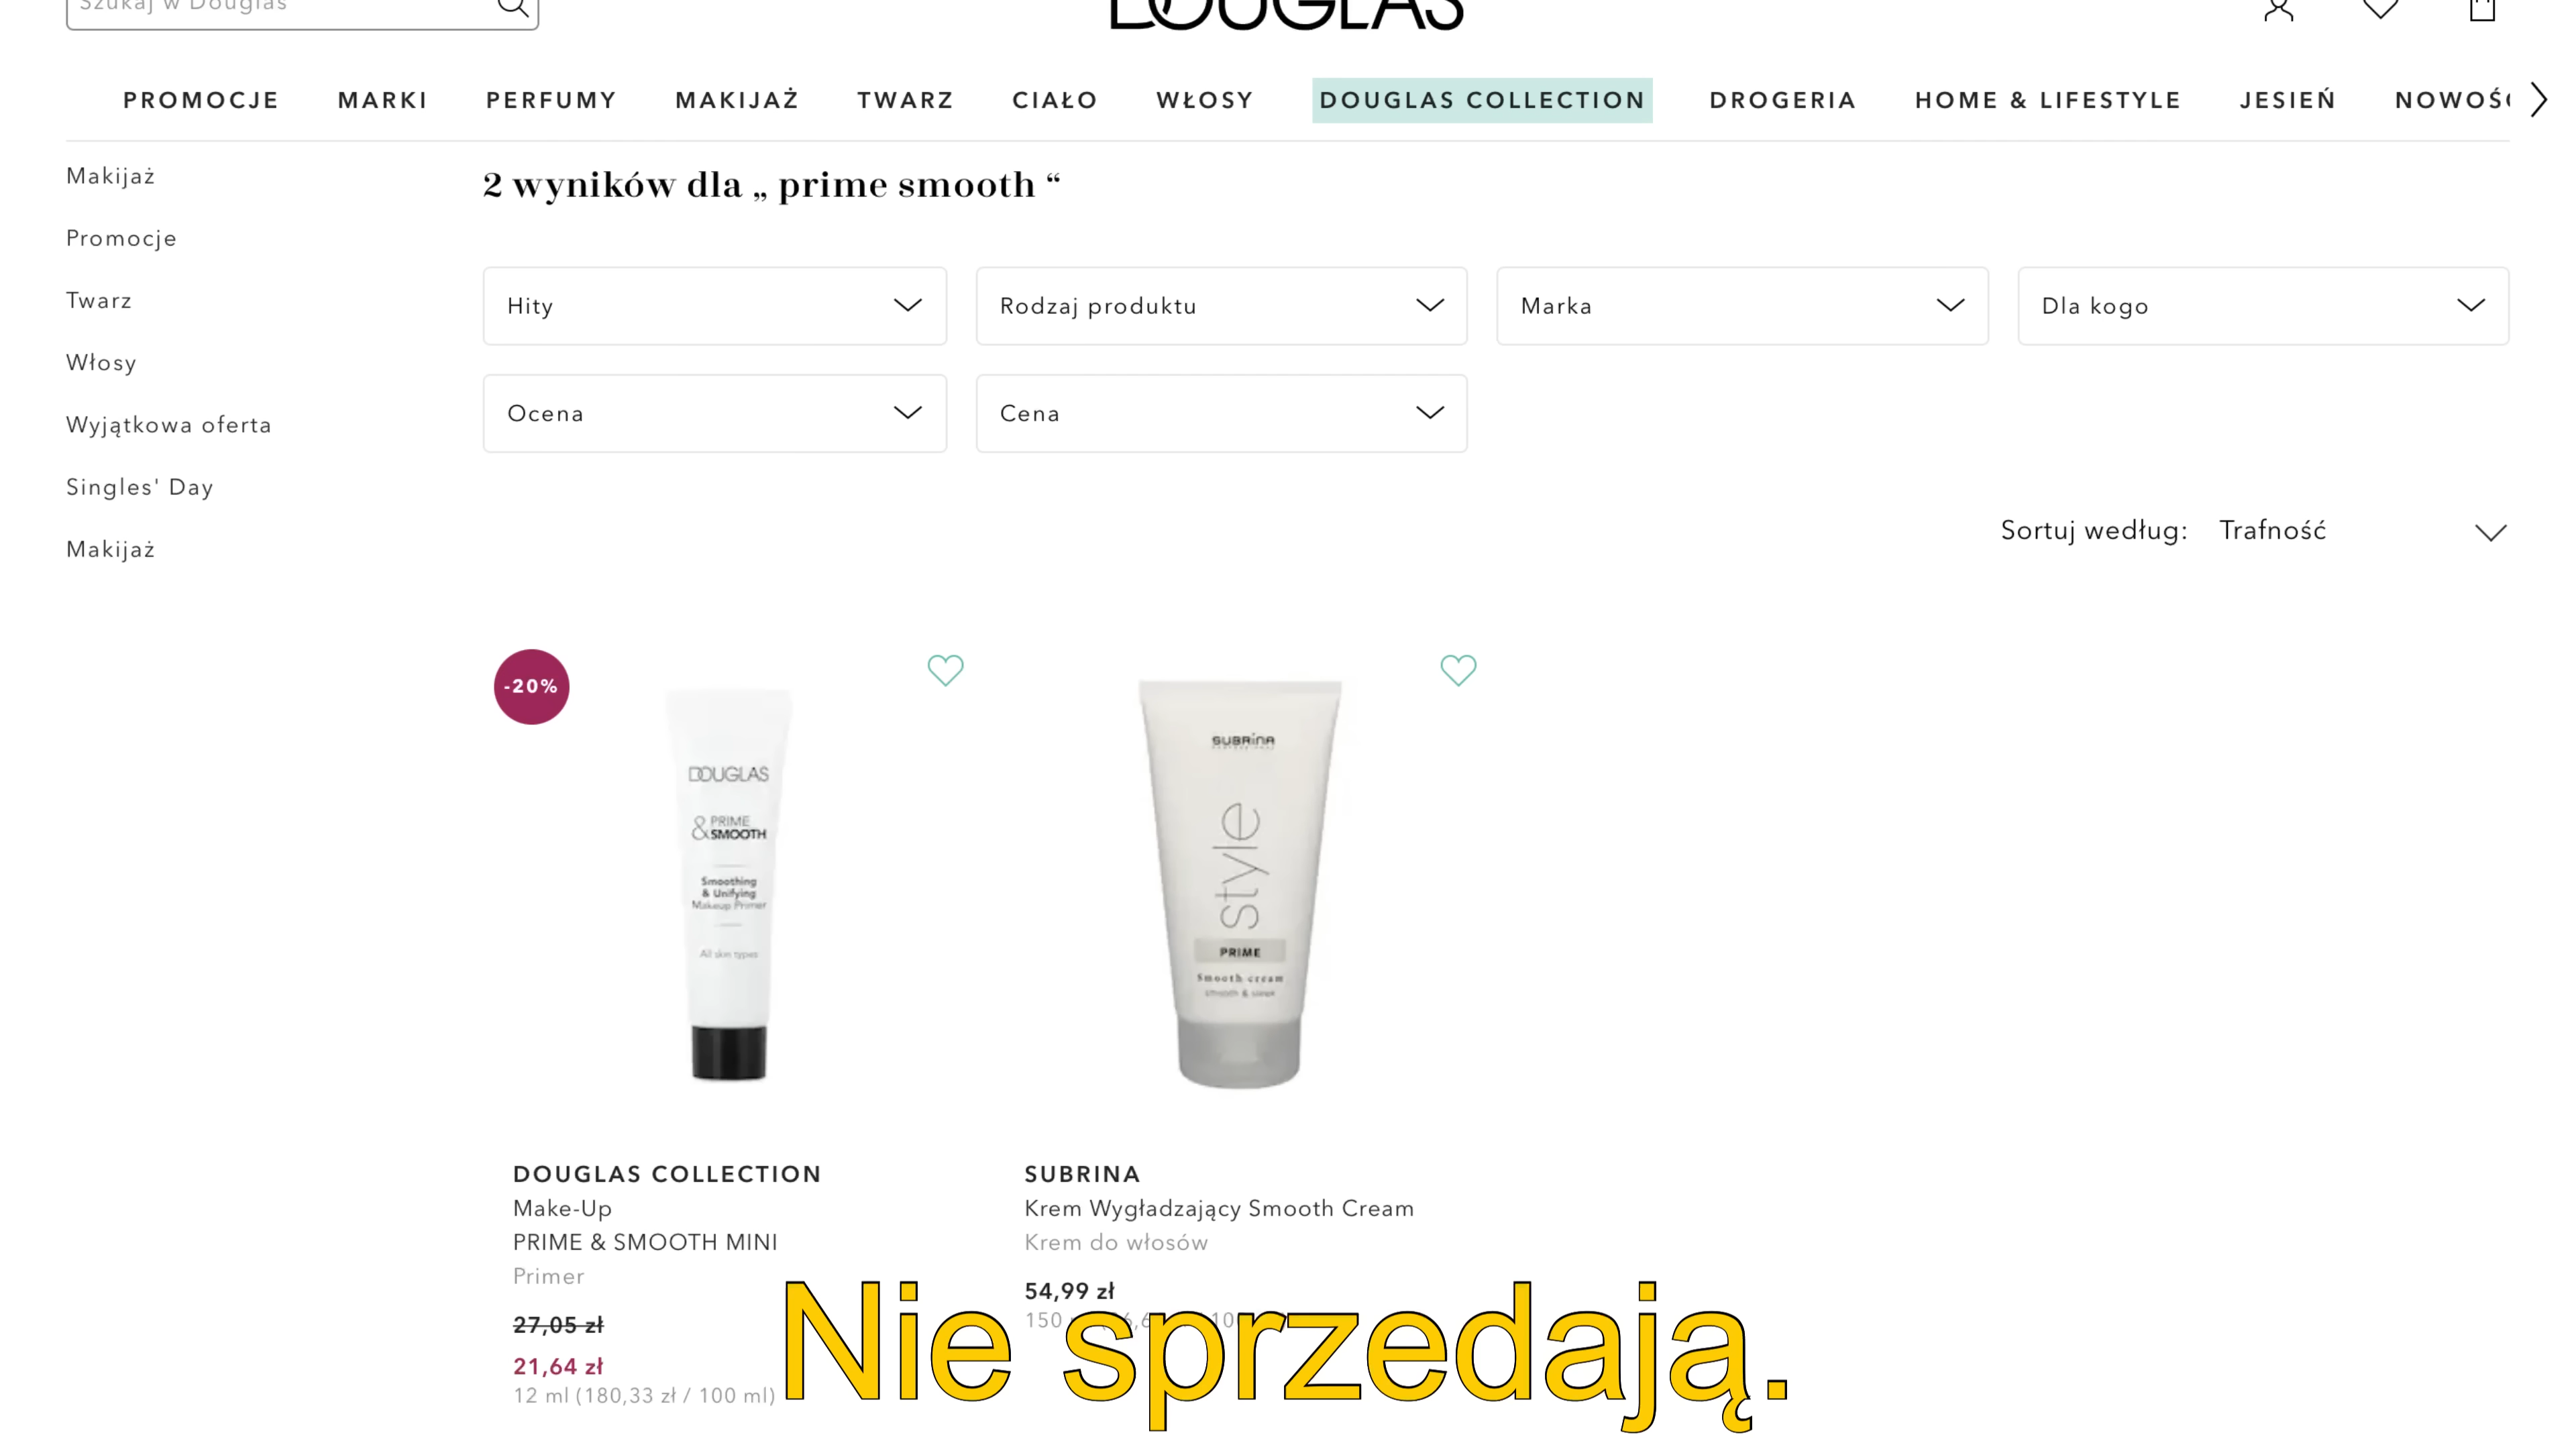 Szukaj w Douglas
DOUGLAS
PROMOCJE MARKI PERFUMY MAKIJAŻ TWARZ CIAŁO WŁOSY DOUGLAS COLLECTION DROGERIA HOME & LIFESTYLE JESIEŃ NOWOŚC
Makijaż
Promocje
Twarz
Włosy
Wyjątkowa oferta
Singles' Day
Makijaż
2 wyników dla „ prime smooth “
Hity
Rodzaj produktu
Marka
Dla kogo
Ocena
Cena
Sortuj według: Trafność
-20%
DOUGLAS
& PRIME
SMOOTH
Smoothing
& Unifying
Makeup Primer
All skin types
DOUGLAS COLLECTION
Make-Up
PRIME & SMOOTH MINI
Primer
27,05 zł
21,64 zł
12 ml (180,33 zł / 100 ml)
SUBRINA
style
PRIME
Smooth cream
smooth & sleek
SUBRINA
Krem Wygładzający Smooth Cream
Krem do włosów
54,99 zł
150
Nie sprzedają.